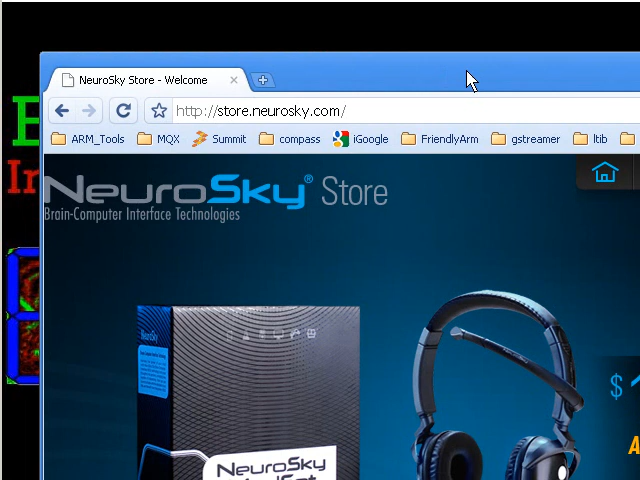 NeuroSky Store - Welcome
http://store.neurosky.com/
ARM_Tools MQX Summit compass iGoogle FriendlyArm gstreamer ltib
NeuroSky® Store
Brain-Computer Interface Technologies
NeuroSky
$
NeuroSky